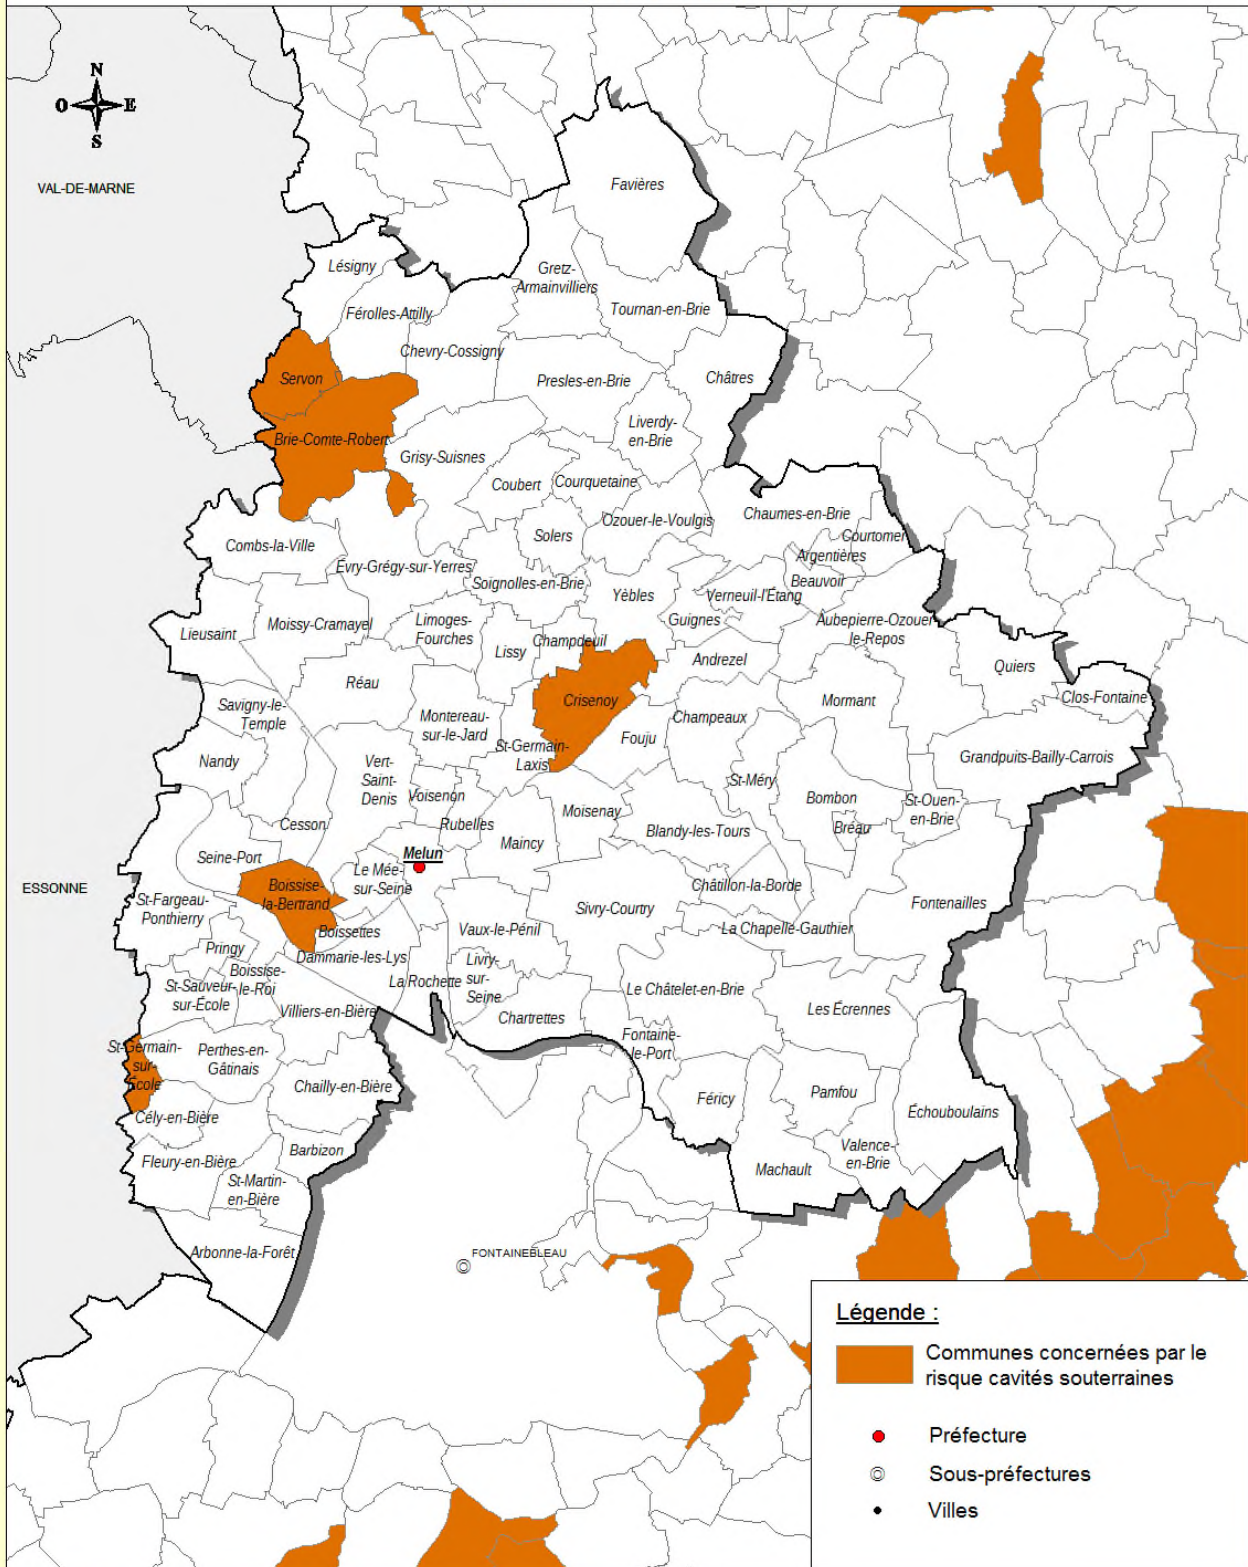 N
O E
S
VAL-DE-MARNE
Favières
Lésigny
Gretz-
Armainvilliers
Férolles-Attilly
Tournan-en-Brie
Chevry-Cossigny
Servon
Presles-en-Brie
Châtres
Liverdy-
en-Brie
Brie-Comte-Robert
Grisy-Suisnes
Coubert
Courquetaine
Ozouer-le-Voulgis
Chaumes-en-Brie
Solers
Courtomer
Combs-la-Ville
Argentières
Évry-Grégy-sur-Yerres
Soignolles-en-Brie
Beauvoir
Yèbles
Verneuil-l'Étang
Guignes
Aubepierre-Ozouer-
le-Repos
Lieusaint
Moissy-Cramayel
Limoges-
Fourches
Champdeuil
Lissy
Andrezel
Quiers
Réau
Clos-Fontaine
Crisenoy
Mormant
Savigny-le-
Temple
Montereau-
sur-le-Jard
Champeaux
Fouju
St-Germain-
Laxis
Grandpuits-Bailly-Carrois
Nandy
Vert-
Saint-
Denis
St-Méry
Voisenon
Bombon
St-Ouen-
en-Brie
Moisenay
Cesson
Rubelles
Blandy-les-Tours
Bréau
Maincy
Melun
Seine-Port
Le Mée-
sur-Seine
ESSONNE
Boissise-
la-Bertrand
Châtillon-la-Borde
St-Fargeau-
Ponthierry
Sivry-Courtry
Fontenailles
Boissettes
Vaux-le-Pénil
La Chapelle-Gauthier
Pringy
Dammarie-les-Lys
Boissise-
le-Roi
Livry-
sur-
Seine
La Rochette
St-Sauveur-
sur-École
Le Châtelet-en-Brie
Villiers-en-Bière
Les Écrennes
Chartrettes
Fontaine-
le-Port
St-Germain-
sur-
École
Perthes-en-
Gâtinais
Chailly-en-Bière
Féricy
Pamfou
Échouboulains
Cély-en-Bière
Barbizon
Valence-
en-Brie
Fleury-en-Bière
Machault
St-Martin-
en-Bière
Arbonne-la-Forêt
FONTAINEBLEAU
Légende :
Communes concernées par le
risque cavités souterraines
Préfecture
Sous-préfectures
Villes